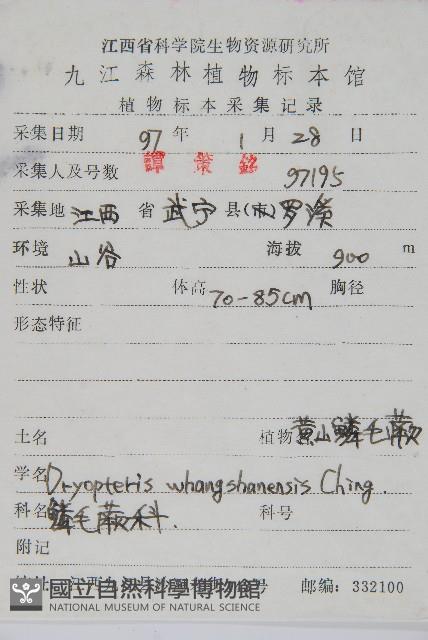 江西省科学院生物资源研究所
九江森林植物标本馆
植物标本采集记录
采集日期 97 年 1 月 28 日
采集人及号数 譚策銘 97195
采集地 江西 省 武宁 县(市) 罗溪
环境 山谷 海拔 900 m
性状 体高 70-85cm 胸径
形态特征
土名 植物 黄山鳞毛蕨
学名 Dryopteris whangshanensis Ching.
科名 鳞毛蕨科. 科号
附记
号 邮编：332100
國立自然科學博物館
NATIONAL MUSEUM OF NATURAL SCIENCE